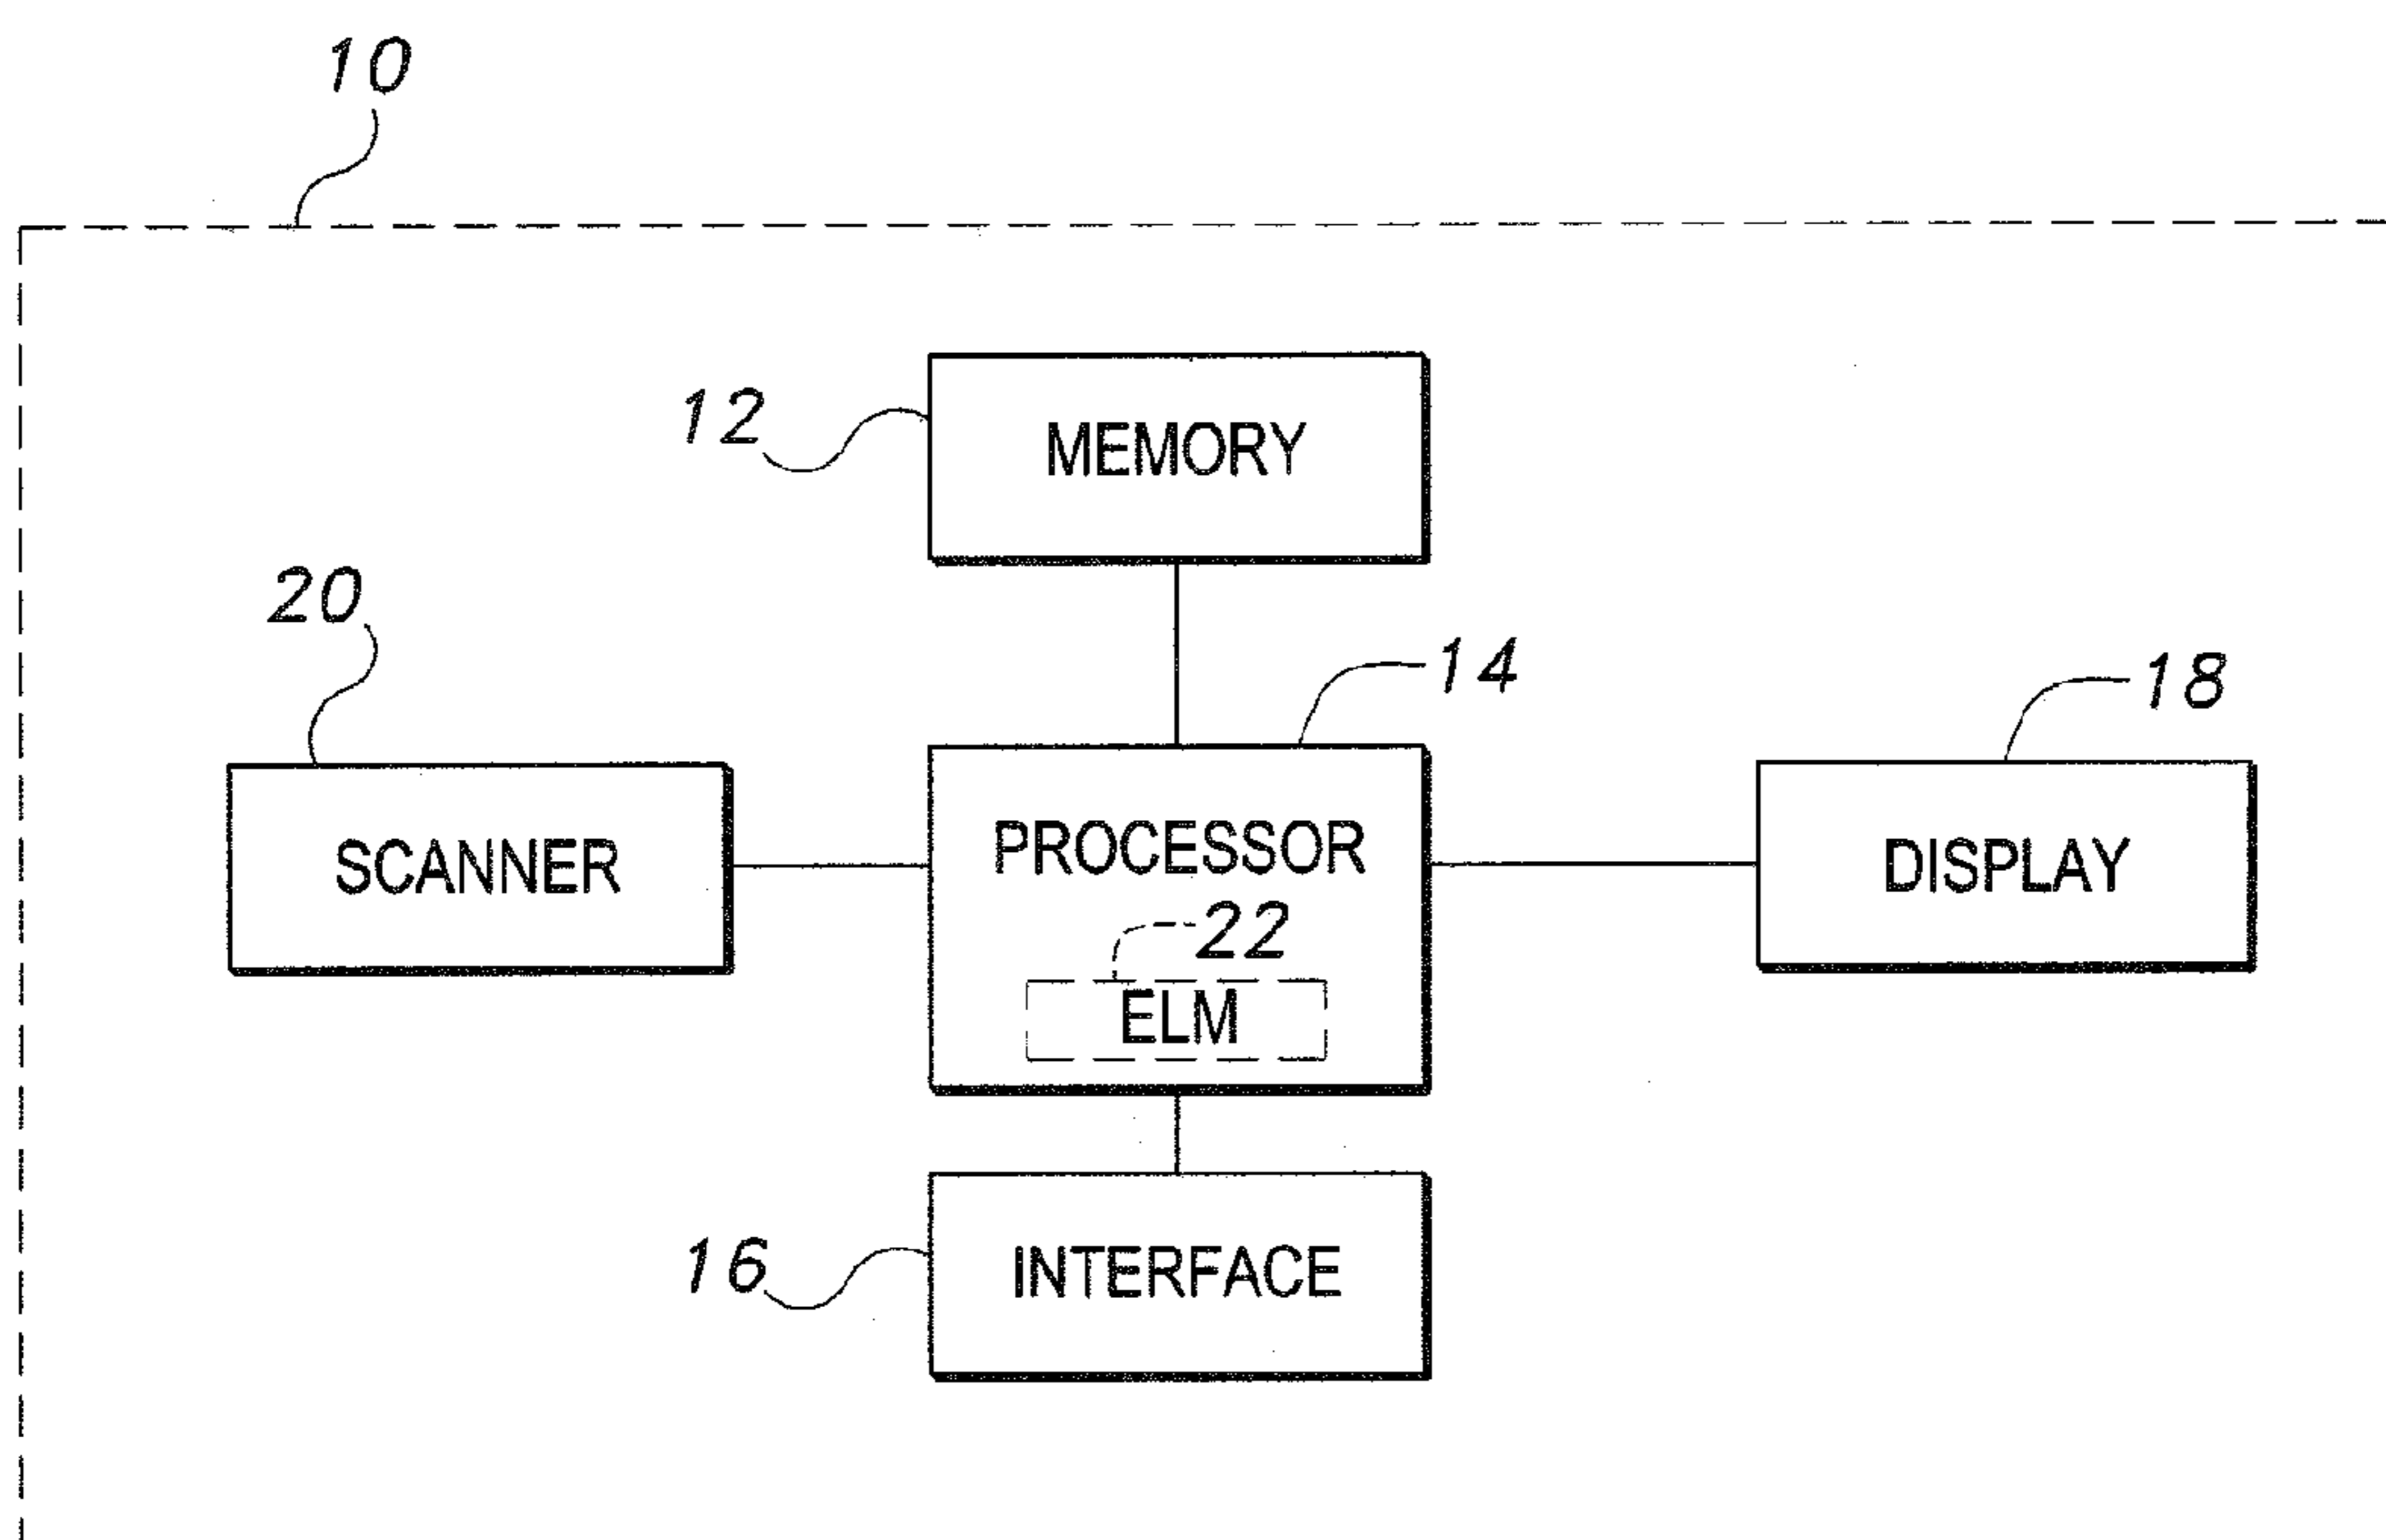 10
12
MEMORY
20
14
18
SCANNER
PROCESSOR
DISPLAY
22
ELM
16
INTERFACE